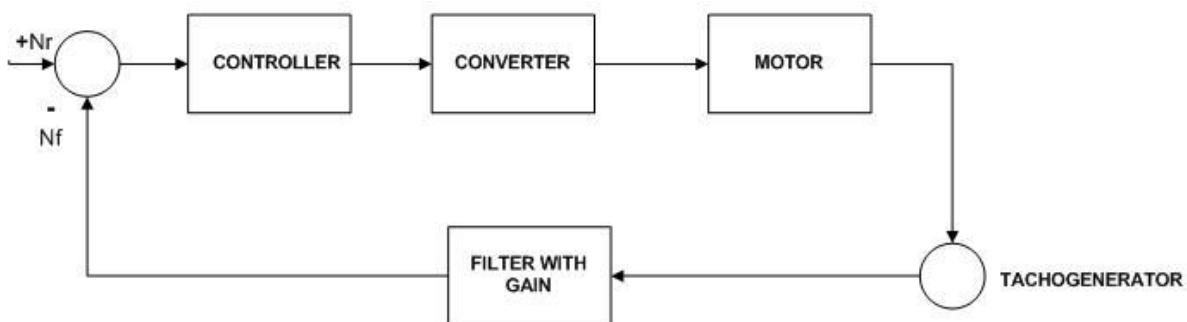 +Nr
CONTROLLER
CONVERTER
MOTOR
-
Nf
FILTER WITH
GAIN
TACHOGENERATOR